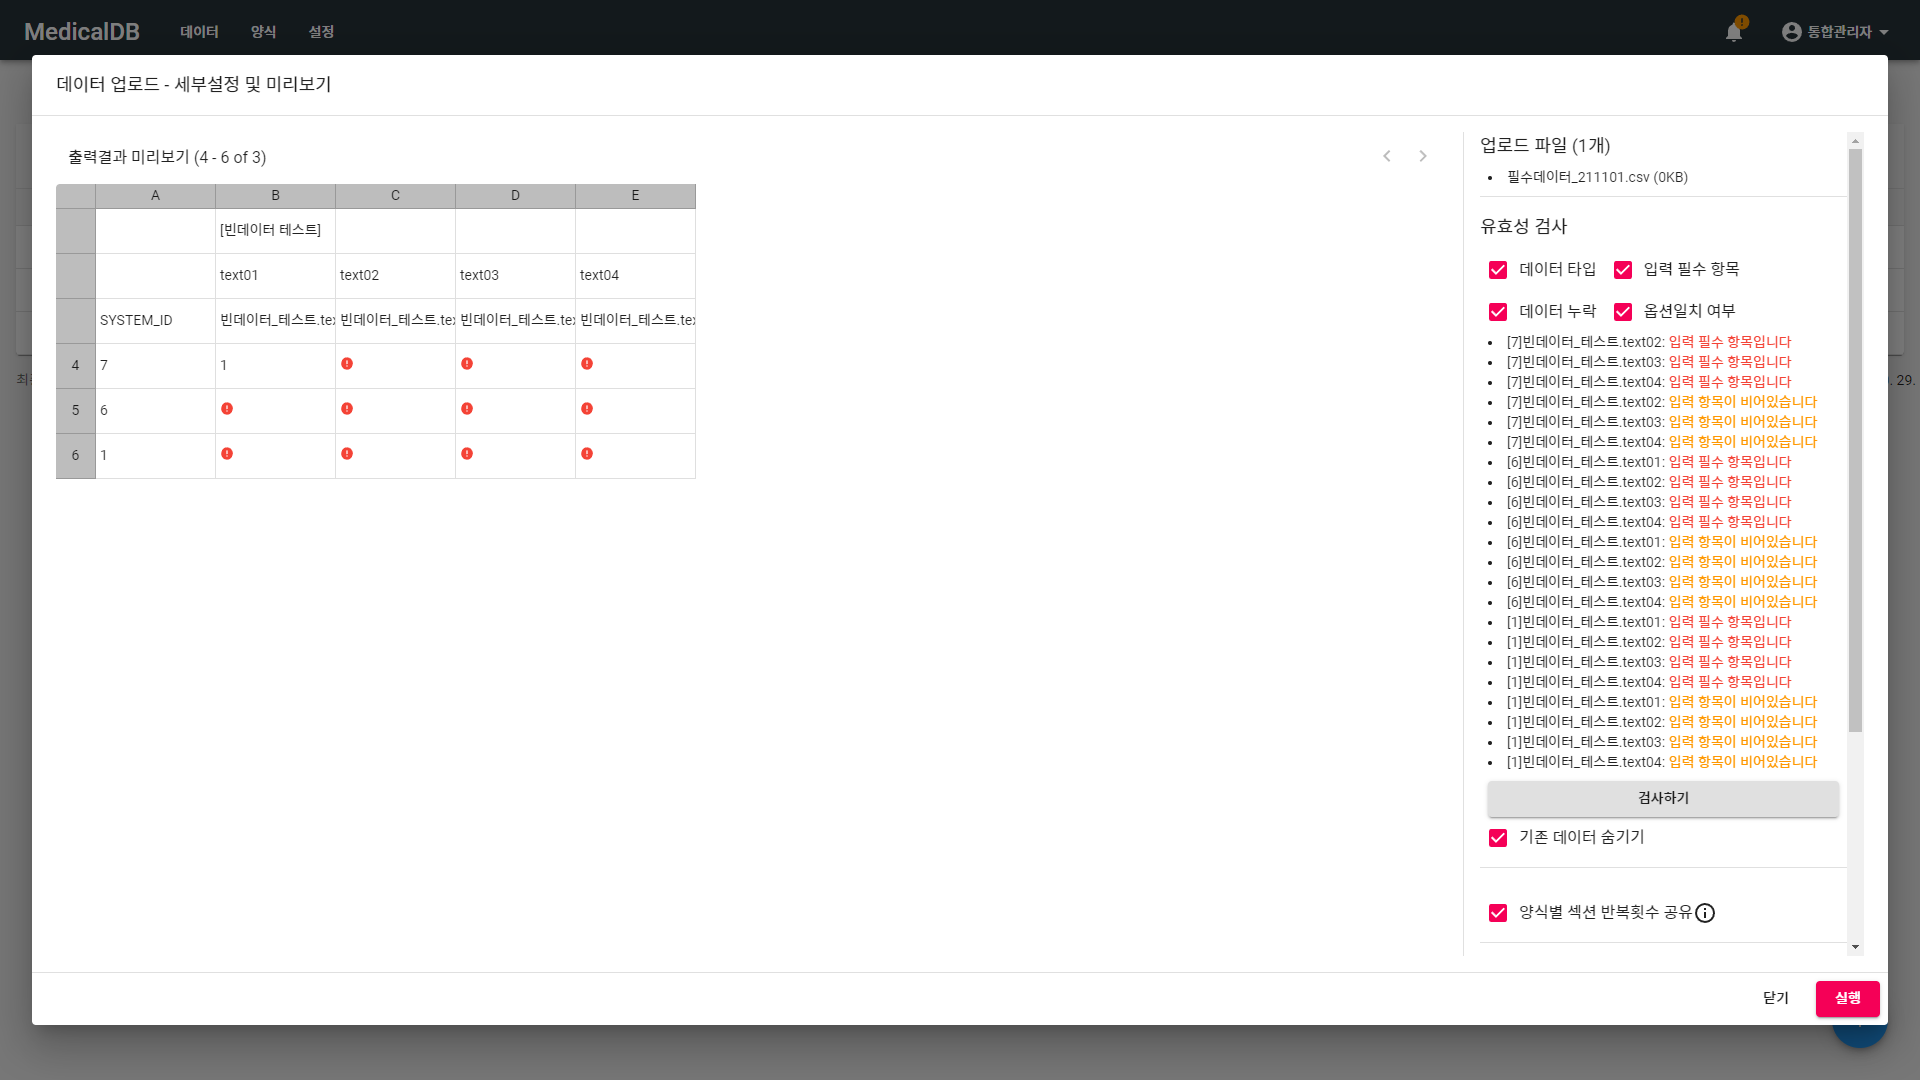 MedicalDB 데이터 양식 설정 통합관리자
데이터 업로드 - 세부설정 및 미리보기
출력결과 미리보기 (4 - 6 of 3)
A B C D E
[빈데이터 테스트]
text01 text02 text03 text04
SYSTEM_ID 빈데이터_테스트.tex 빈데이터_테스트.tex 빈데이터_테스트.tex 빈데이터_테스트.tex
4 7 1
5 6
6 1
업로드 파일 (1개)
필수데이터_211101.csv (0KB)
유효성 검사
데이터 타입 입력 필수 항목
데이터 누락 옵션일치 여부
[7]빈데이터_테스트.text02: 입력 필수 항목입니다
[7]빈데이터_테스트.text03: 입력 필수 항목입니다
[7]빈데이터_테스트.text04: 입력 필수 항목입니다
[7]빈데이터_테스트.text02: 입력 항목이 비어있습니다
[7]빈데이터_테스트.text03: 입력 항목이 비어있습니다
[7]빈데이터_테스트.text04: 입력 항목이 비어있습니다
[6]빈데이터_테스트.text01: 입력 필수 항목입니다
[6]빈데이터_테스트.text02: 입력 필수 항목입니다
[6]빈데이터_테스트.text03: 입력 필수 항목입니다
[6]빈데이터_테스트.text04: 입력 필수 항목입니다
[6]빈데이터_테스트.text01: 입력 항목이 비어있습니다
[6]빈데이터_테스트.text02: 입력 항목이 비어있습니다
[6]빈데이터_테스트.text03: 입력 항목이 비어있습니다
[6]빈데이터_테스트.text04: 입력 항목이 비어있습니다
[1]빈데이터_테스트.text01: 입력 필수 항목입니다
[1]빈데이터_테스트.text02: 입력 필수 항목입니다
[1]빈데이터_테스트.text03: 입력 필수 항목입니다
[1]빈데이터_테스트.text04: 입력 필수 항목입니다
[1]빈데이터_테스트.text01: 입력 항목이 비어있습니다
[1]빈데이터_테스트.text02: 입력 항목이 비어있습니다
[1]빈데이터_테스트.text03: 입력 항목이 비어있습니다
[1]빈데이터_테스트.text04: 입력 항목이 비어있습니다
검사하기
기존 데이터 숨기기
양식별 섹션 반복횟수 공유
닫기 실행
29.